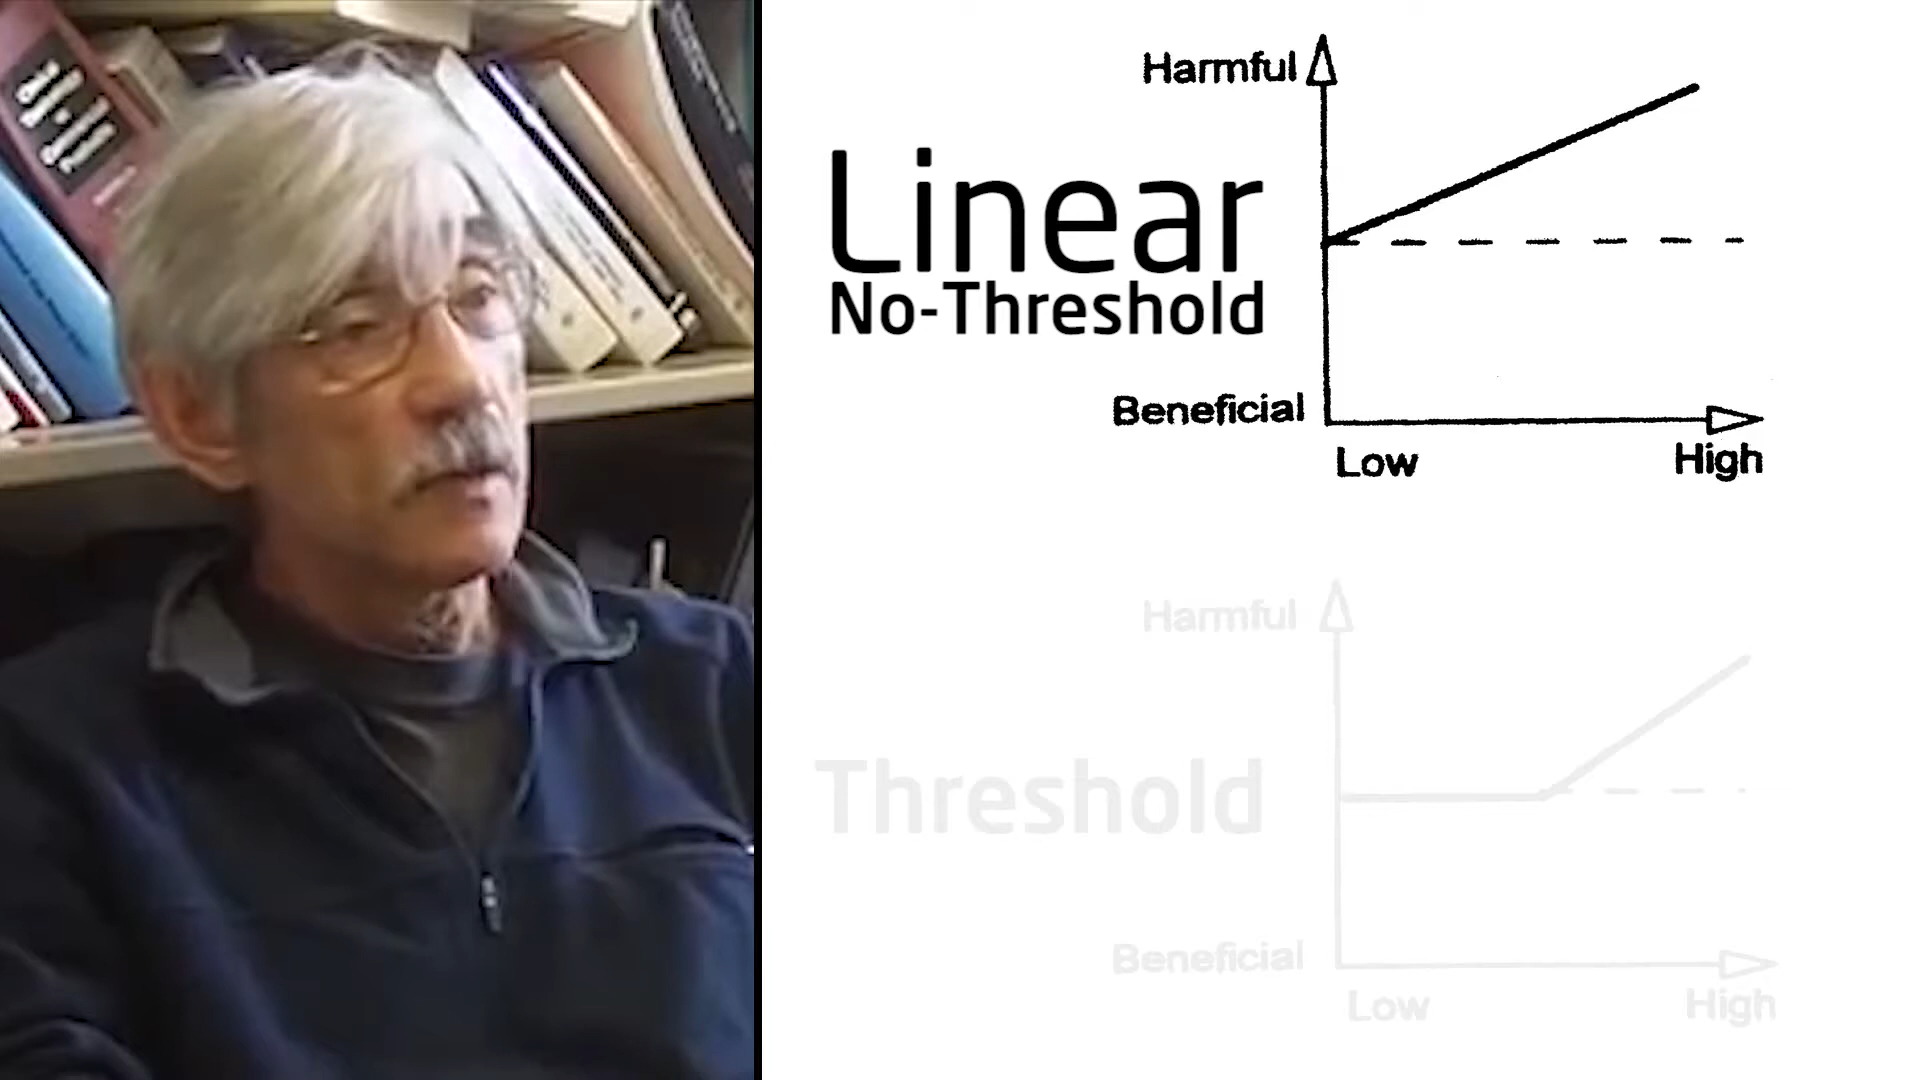 Harmful
Linear
No-Threshold
Beneficial
Low
High
Harmful
Threshold
Beneficial
Low
High